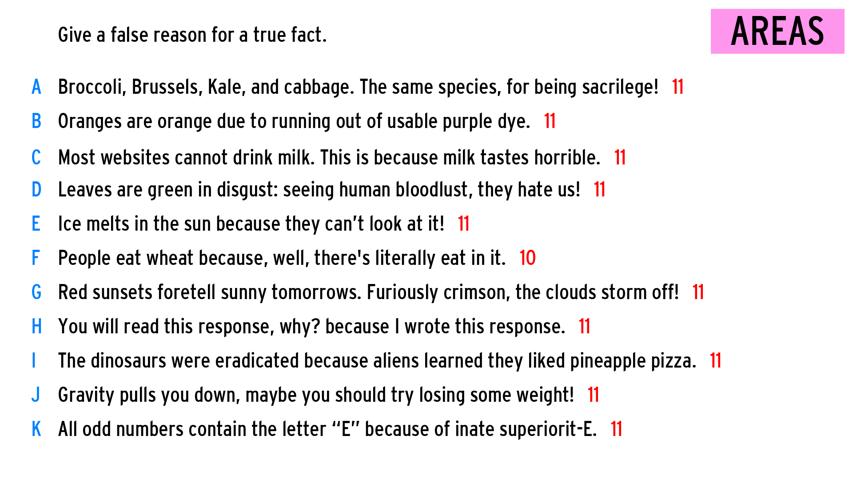 Give a false reason for a true fact.
AREAS
A Broccoli, Brussels, Kale, and cabbage. The same species, for being sacrilege! 11
B Oranges are orange due to running out of usable purple dye. 11
C Most websites cannot drink milk. This is because milk tastes horrible. 11
D Leaves are green in disgust: seeing human bloodlust, they hate us! 11
E Ice melts in the sun because they can't look at it! 11
F People eat wheat because, well, there's literally eat in it. 10
G Red sunsets foretell sunny tomorrows. Furiously crimson, the clouds storm off! 11
H You will read this response, why? because I wrote this response. 11
I The dinosaurs were eradicated because aliens learned they liked pineapple pizza. 11
J Gravity pulls you down, maybe you should try losing some weight! 11
K All odd numbers contain the letter “E” because of inate superiorit-E. 11